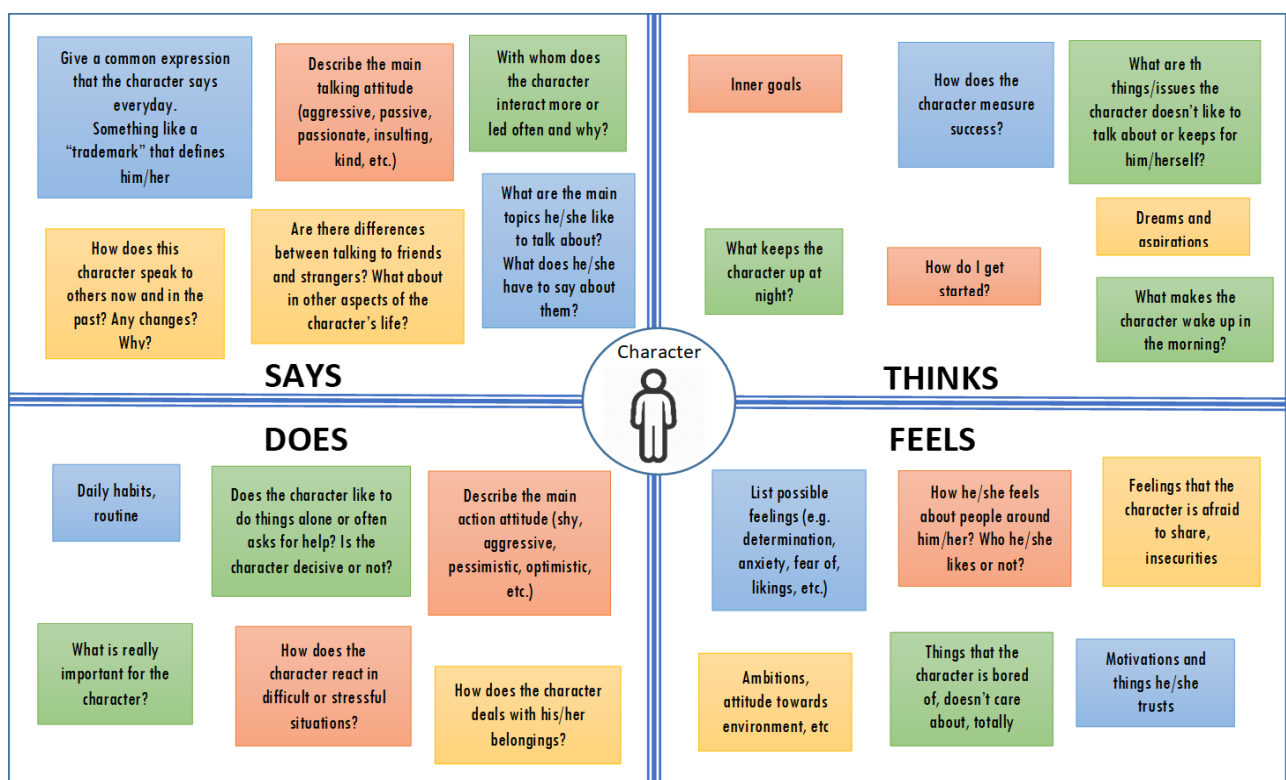 Give a common expression
that the character says
everyday.
Something like a
“trademark” that defines
him/her
Describe the main
talking attitude
(aggressive, passive,
passionate, insulting,
kind, etc.)
With whom does
the character
interact more or
led often and why?
How does this
character speak to
others now and in the
past? Any changes?
Why?
Are there differences
between talking to friends
and strangers? What about
in other aspects of the
character’s life?
What are the main
topics he/she like
to talk about?
What does he/she
have to say about
them?
SAYS
Inner goals
How does the
character measure
success?
What are th
things/issues the
character doesn’t like to
talk about or keeps for
him/herself?
What keeps the
character up at
night?
How do I get
started?
Dreams and
aspirations
What makes the
character wake up in
the morning?
THINKS
Character
DOES
Daily habits,
routine
Does the character like to
do things alone or often
asks for help? Is the
character decisive or not?
Describe the main
action attitude (shy,
aggressive,
pessimistic, optimistic,
etc.)
What is really
important for the
character?
How does the
character react in
difficult or stressful
situations?
How does the character
deals with his/her
belongings?
FEELS
List possible
feelings (e.g.
determination,
anxiety, fear of,
likings, etc.)
How he/she feels
about people around
him/her? Who he/she
likes or not?
Feelings that the
character is afraid
to share,
insecurities
Ambitions,
attitude towards
environment, etc
Things that the
character is bored
of, doesn’t care
about, totally
Motivations and
things he/she
trusts